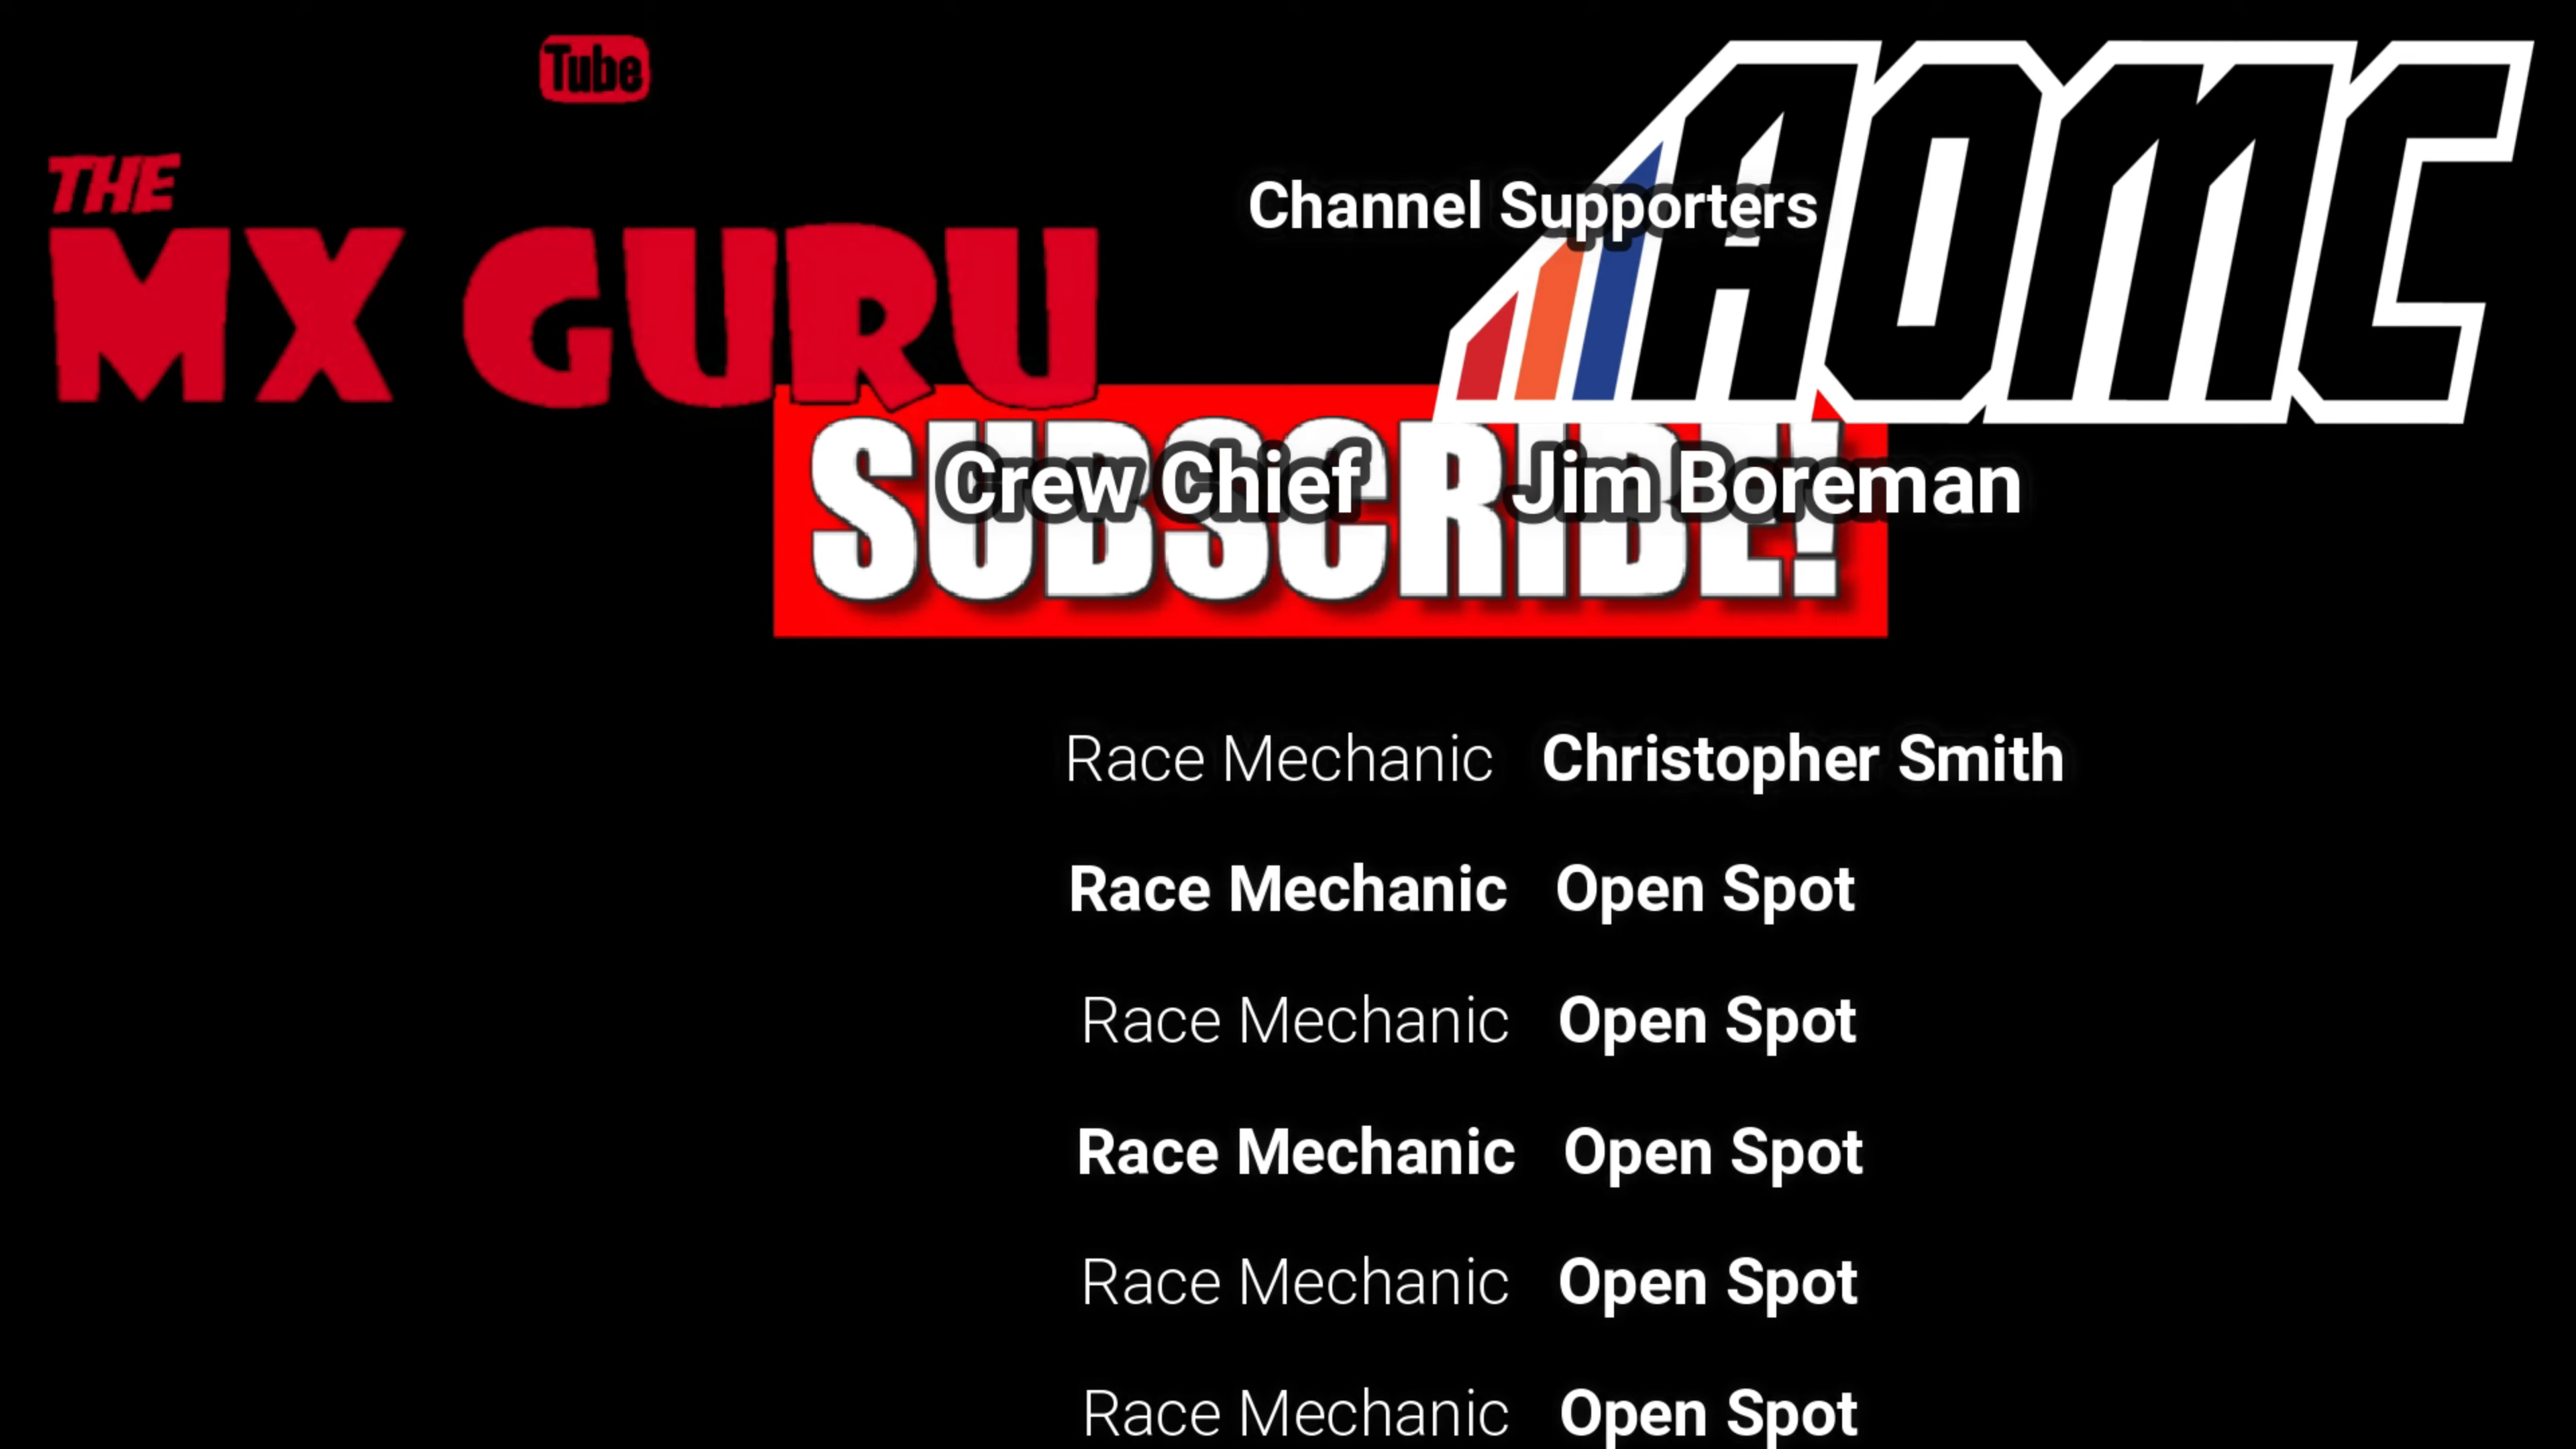 Tube
THE
MX GURU
AOMC
Channel Supporters
SUBSCRIBE!
Crew Chief Jim Boreman
Race Mechanic Christopher Smith
Race Mechanic Open Spot
Race Mechanic Open Spot
Race Mechanic Open Spot
Race Mechanic Open Spot
Race Mechanic Open Spot